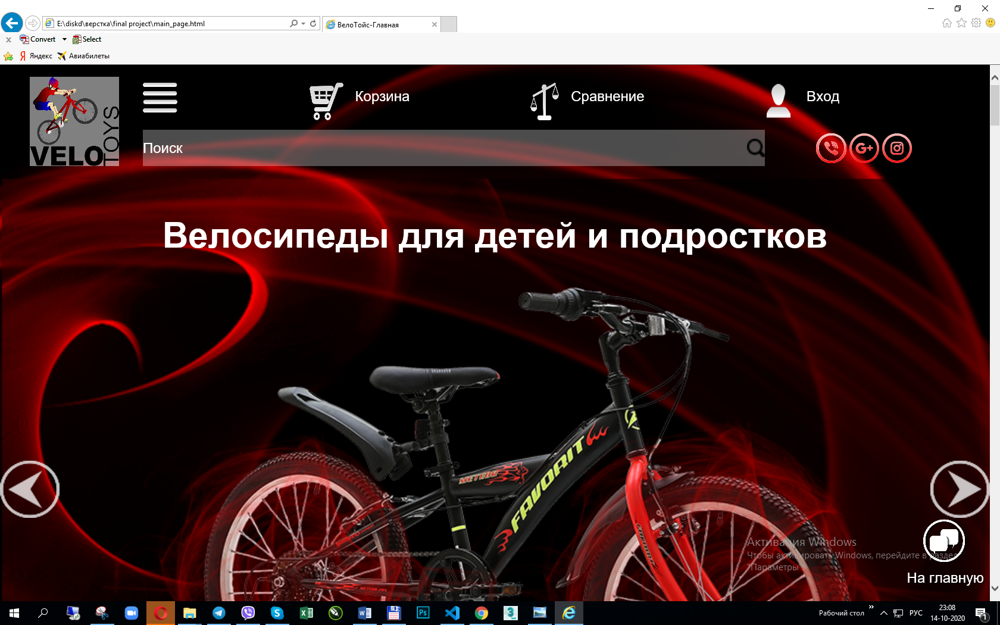 E:\diskd\верстка\final project\main_page.html
ВелоТойс-Главная
Convert
Select
Яндекс
Авиабилеты
VELO
TOYS
Корзина
Сравнение
Вход
Поиск
G+
Велосипеды для детей и подростков
METEOR
FAVORIT
Активация Windows
Чтобы активировать Windows, перейдите в раздел
"Параметры
На главную
Рабочий стол
РУС
23:08
14-10-2020
1